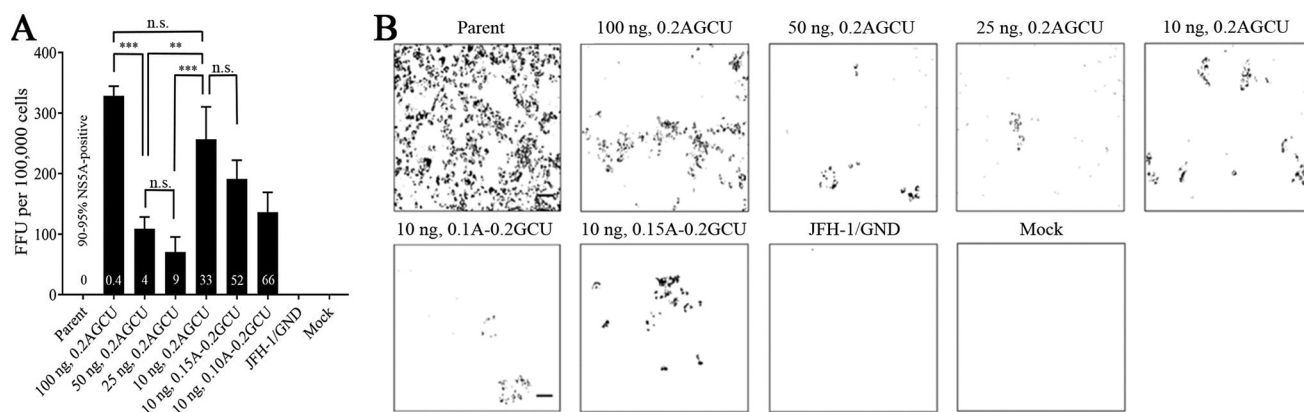 A
FFU per 100,000 cells
400
300
200
100
0
n.s.
*** **
*** n.s.
n.s.
90-95% NS5A-positive
0 0.4 4 9 33 52 66
Parent
100 ng, 0.2AGCU
50 ng, 0.2AGCU
25 ng, 0.2AGCU
10 ng, 0.2AGCU
10 ng, 0.15A-0.2GCU
10 ng, 0.10A-0.2GCU
JFH-1/GND
Mock
B
Parent 100 ng, 0.2AGCU 50 ng, 0.2AGCU 25 ng, 0.2AGCU 10 ng, 0.2AGCU
10 ng, 0.1A-0.2GCU 10 ng, 0.15A-0.2GCU JFH-1/GND Mock